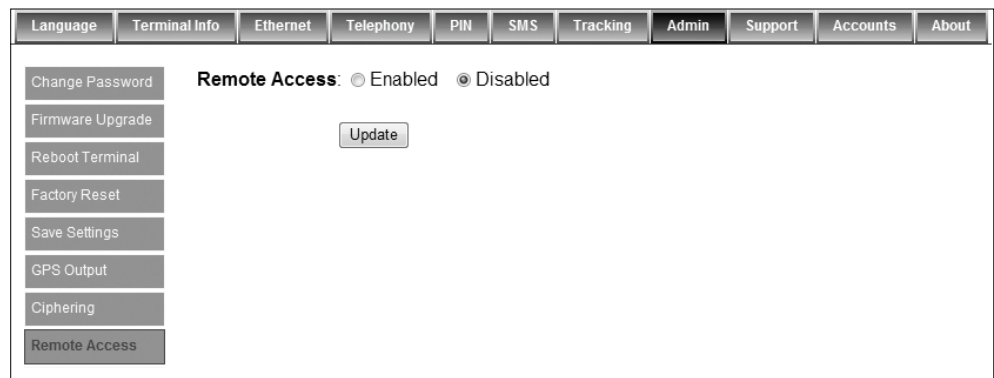 Language Terminal Info Ethernet Telephony PIN SMS Tracking Admin Support Accounts About
Change Password
Firmware Upgrade
Reboot Terminal
Factory Reset
Save Settings
GPS Output
Ciphering
Remote Access
Remote Access: Enabled Disabled
Update